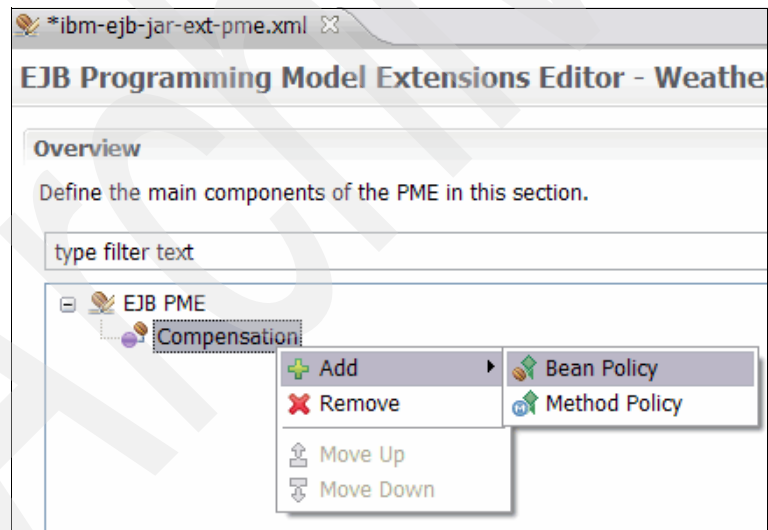 *ibm-ejb-jar-ext-pme.xml
EJB Programming Model Extensions Editor - Weathe
Overview
Define the main components of the PME in this section.
type filter text
EJB PME
Compensation
Add
Remove
Move Up
Move Down
Bean Policy
Method Policy